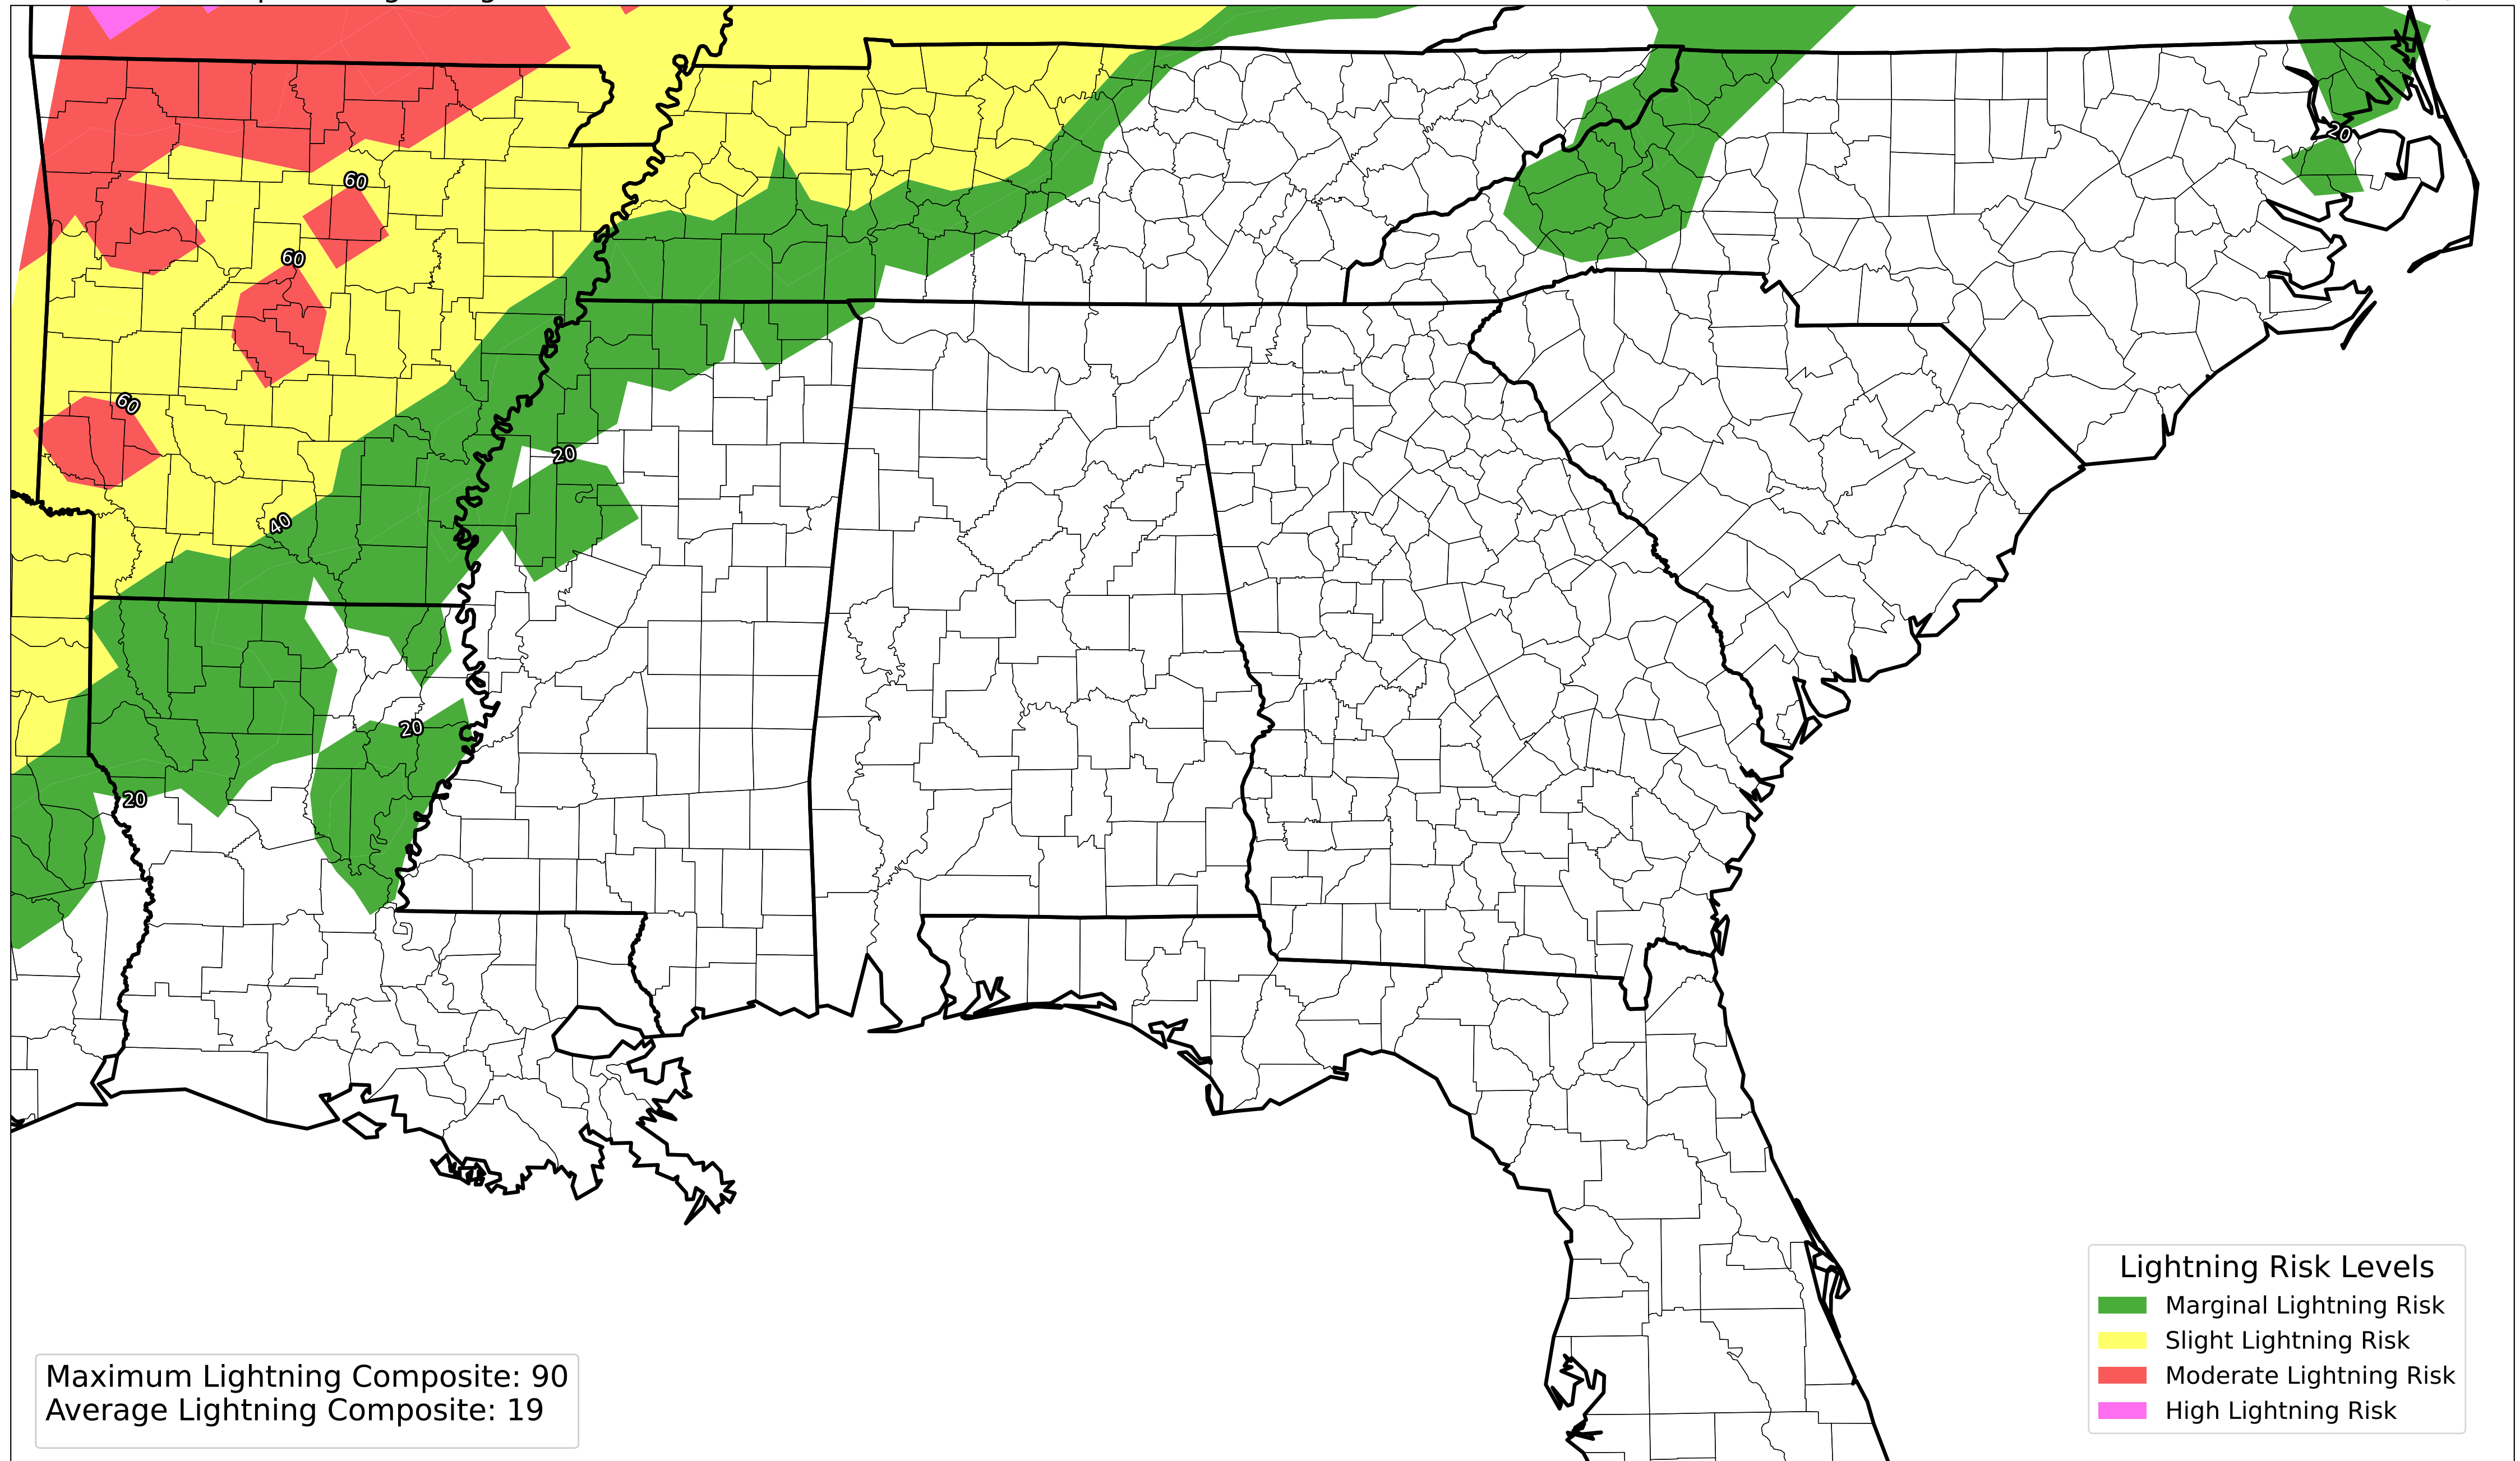 20
60
60
60
20
40
20
20
Lightning Risk Levels
Marginal Lightning Risk
Slight Lightning Risk
Moderate Lightning Risk
High Lightning Risk
Maximum Lightning Composite: 90
Average Lightning Composite: 19